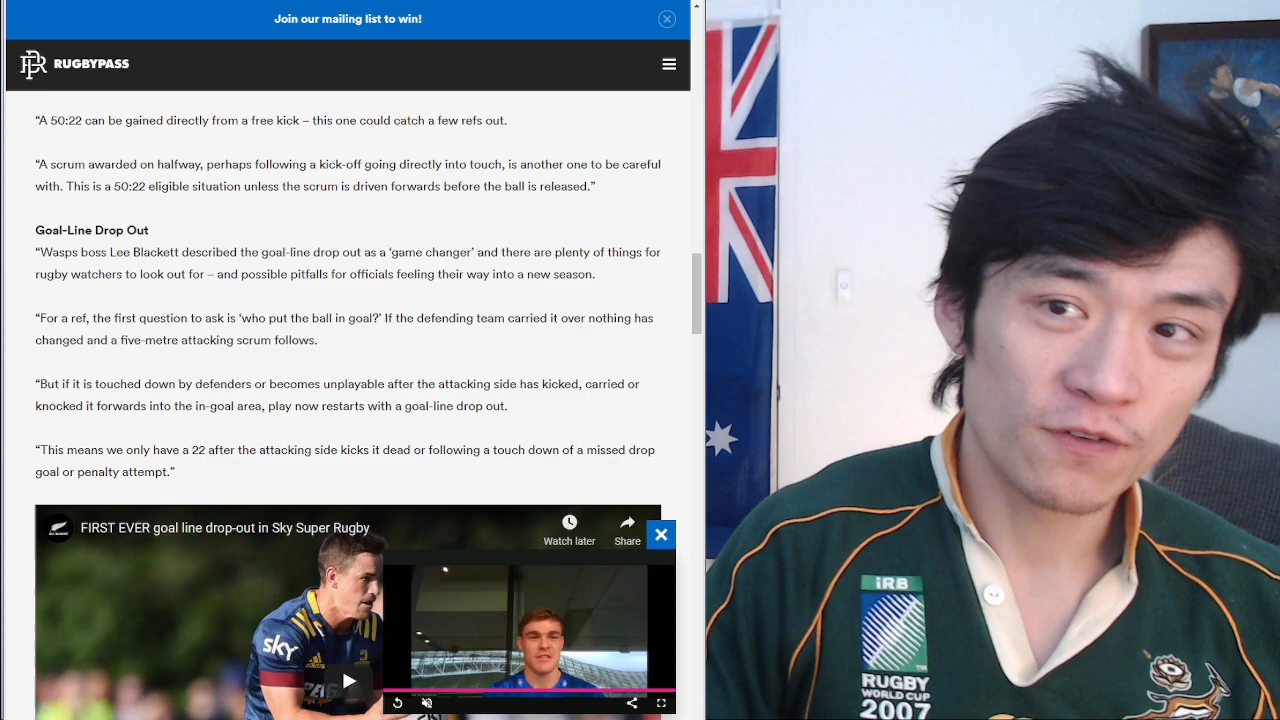 Join our mailing list to win!
RUGBYPASS
“A 50:22 can be gained directly from a free kick – this one could catch a few refs out.
“A scrum awarded on halfway, perhaps following a kick-off going directly into touch, is another one to be careful
with. This is a 50:22 eligible situation unless the scrum is driven forwards before the ball is released.”
Goal-Line Drop Out
“Wasps boss Lee Blackett described the goal-line drop out as a ‘game changer’ and there are plenty of things for
rugby watchers to look out for – and possible pitfalls for officials feeling their way into a new season.
“For a ref, the first question to ask is ‘who put the ball in goal?’ If the defending team carried it over nothing has
changed and a five-metre attacking scrum follows.
“But if it is touched down by defenders or becomes unplayable after the attacking side has kicked, carried or
knocked it forwards into the in-goal area, play now restarts with a goal-line drop out.
“This means we only have a 22 after the attacking side kicks it dead or following a touch down of a missed drop
goal or penalty attempt.”
FIRST EVER goal line drop-out in Sky Super Rugby
Watch later
Share
sky
iRB
RUGBY
WORLD CUP
2007